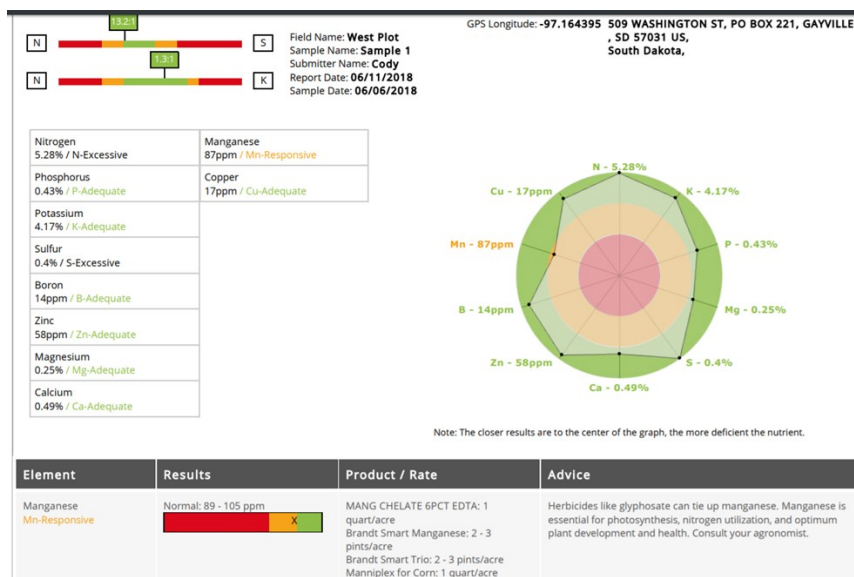 13.2:1
N
S
1.3:1
N
K
Field Name: West Plot
Sample Name: Sample 1
Submitter Name: Cody
Report Date: 06/11/2018
Sample Date: 06/06/2018
GPS Longitude: -97.164395
509 WASHINGTON ST, PO BOX 221, GAYVILLE
, SD 57031 US,
South Dakota,
Nitrogen
5.28% / N-Excessive
Manganese
87ppm / Mn-Responsive
Phosphorus
0.43% / P-Adequate
Copper
17ppm / Cu-Adequate
Potassium
4.17% / K-Adequate
Sulfur
0.4% / S-Excessive
Boron
14ppm / B-Adequate
Zinc
58ppm / Zn-Adequate
Magnesium
0.25% / Mg-Adequate
Calcium
0.49% / Ca-Adequate
N - 5.28%
Cu - 17ppm
K - 4.17%
Mn - 87ppm
P - 0.43%
B - 14ppm
Mg - 0.25%
Zn - 58ppm
S - 0.4%
Ca - 0.49%
Note: The closer results are to the center of the graph, the more deficient the nutrient.
Element
Results
Product / Rate
Advice
Manganese
Mn-Responsive
Normal: 89 - 105 ppm
X
MANG CHELATE 6PCT EDTA: 1
quart/acre
Brandt Smart Manganese: 2 - 3
pints/acre
Brandt Smart Trio: 2 - 3 pints/acre
Manniplex for Corn: 1 quart/acre
Herbicides like glyphosate can tie up manganese. Manganese is
essential for photosynthesis, nitrogen utilization, and optimum
plant development and health. Consult your agronomist.